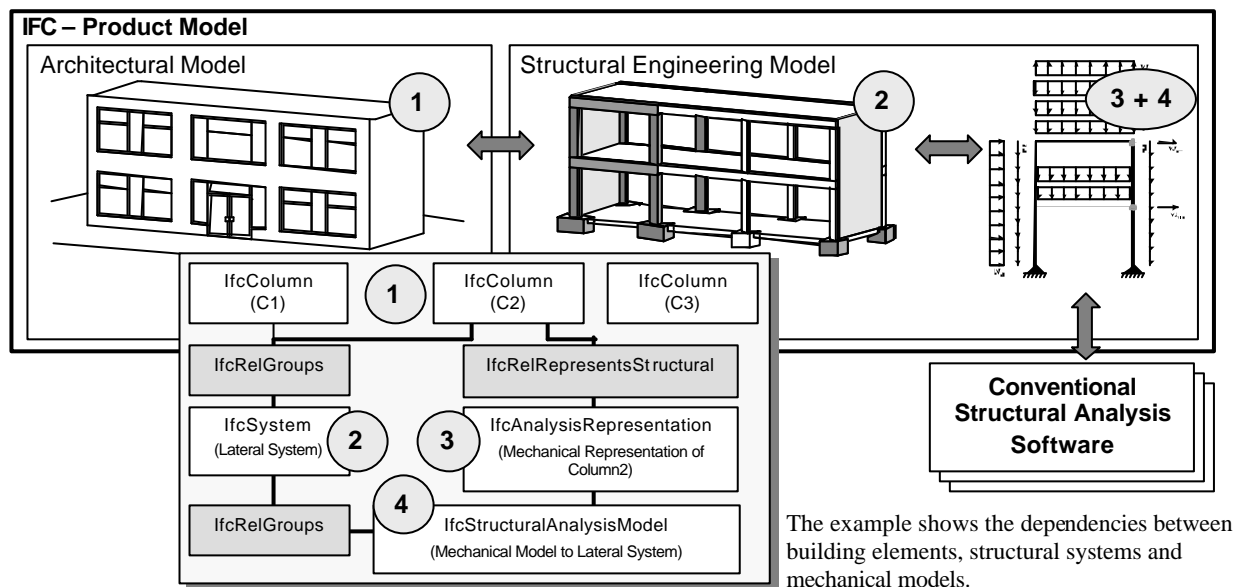 IFC – Product Model
Architectural Model
Structural Engineering Model
1
2
3 + 4
IfcColumn
(C1)
1
IfcColumn
(C2)
IfcColumn
(C3)
IfcRelGroups
IfcRelRepresentsStructural
IfcSystem
(Lateral System)
2
3
IfcAnalysisRepresentation
(Mechanical Representation of
Column2)
4
IfcRelGroups
IfcStructuralAnalysisModel
(Mechanical Model to Lateral System)
Conventional
Structural Analysis
Software
The example shows the dependencies between
building elements, structural systems and
mechanical models.